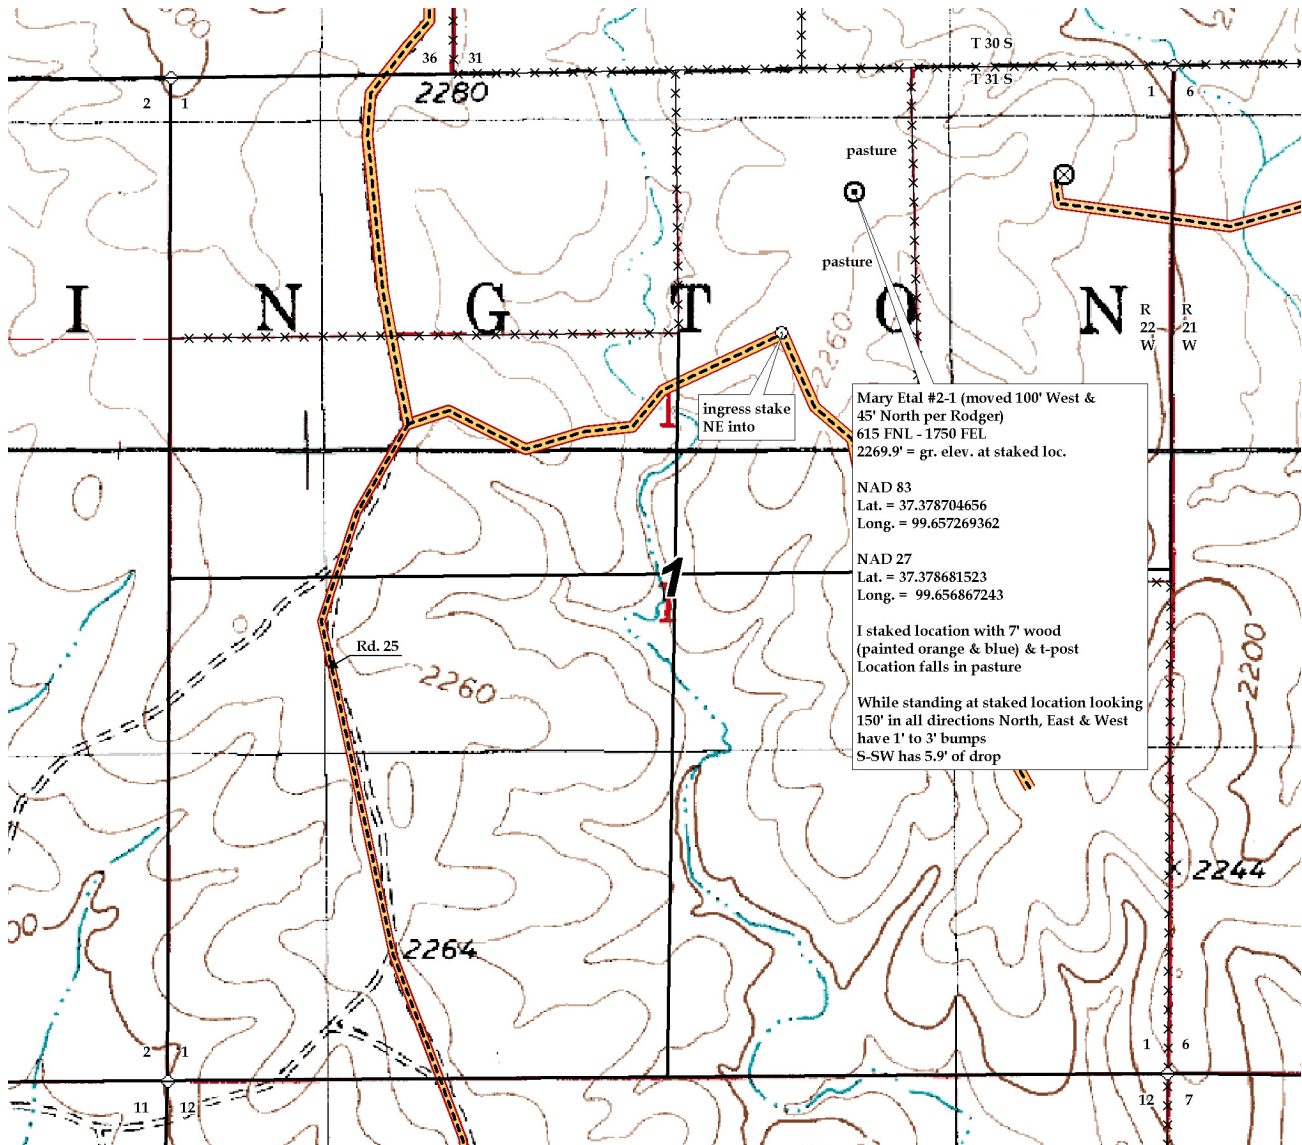 00
36 31
T 30 S
2280
T 31 S
2 1
1 6
pasture
pasture
I N G T O N
R
22
W
R
21
W
2260
ingress stake
NE into
1
Mary Etal #2-1 (moved 100' West &
45' North per Rodger)
615 FNL - 1750 FEL
2269.9' = gr. elev. at staked loc.
NAD 83
Lat. = 37.378704656
Long. = 99.657269362
NAD 27
Lat. = 37.378681523
Long. =  99.656867243
I staked location with 7' wood
(painted orange & blue) & t-post
Location falls in pasture
While standing at staked location looking
150' in all directions North, East & West
have 1' to 3' bumps
S-SW has 5.9' of drop
1
1
Rd. 25
2260
2200
2244
00
2264
2 1
1 6
11 12
12 7